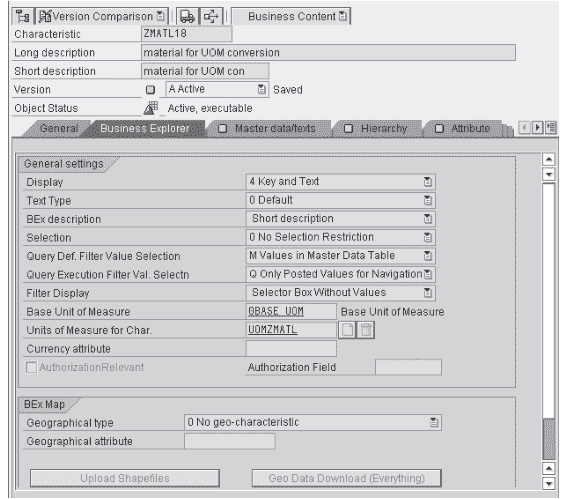 Version Comparison Business Content
Characteristic ZMATL18
Long description material for UOM conversion
Short description material for UOM con
Version A Active Saved
Object Status Active, executable
General Business Explorer Master data/texts Hierarchy Attribute
General settings
Display 4 Key and Text
Text Type 0 Default
BEx description Short description
Selection 0 No Selection Restriction
Query Def. Filter Value Selection M Values in Master Data Table
Query Execution Filter Val. Selectn Q Only Posted Values for Navigation
Filter Display Selector Box Without Values
Base Unit of Measure 0BASE_UOM Base Unit of Measure
Units of Measure for Char. UOMZMATL
Currency attribute
AuthorizationRelevant Authorization Field
BEx Map
Geographical type 0 No geo-characteristic
Geographical attribute
Upload Shapefiles Geo Data Download (Everything)